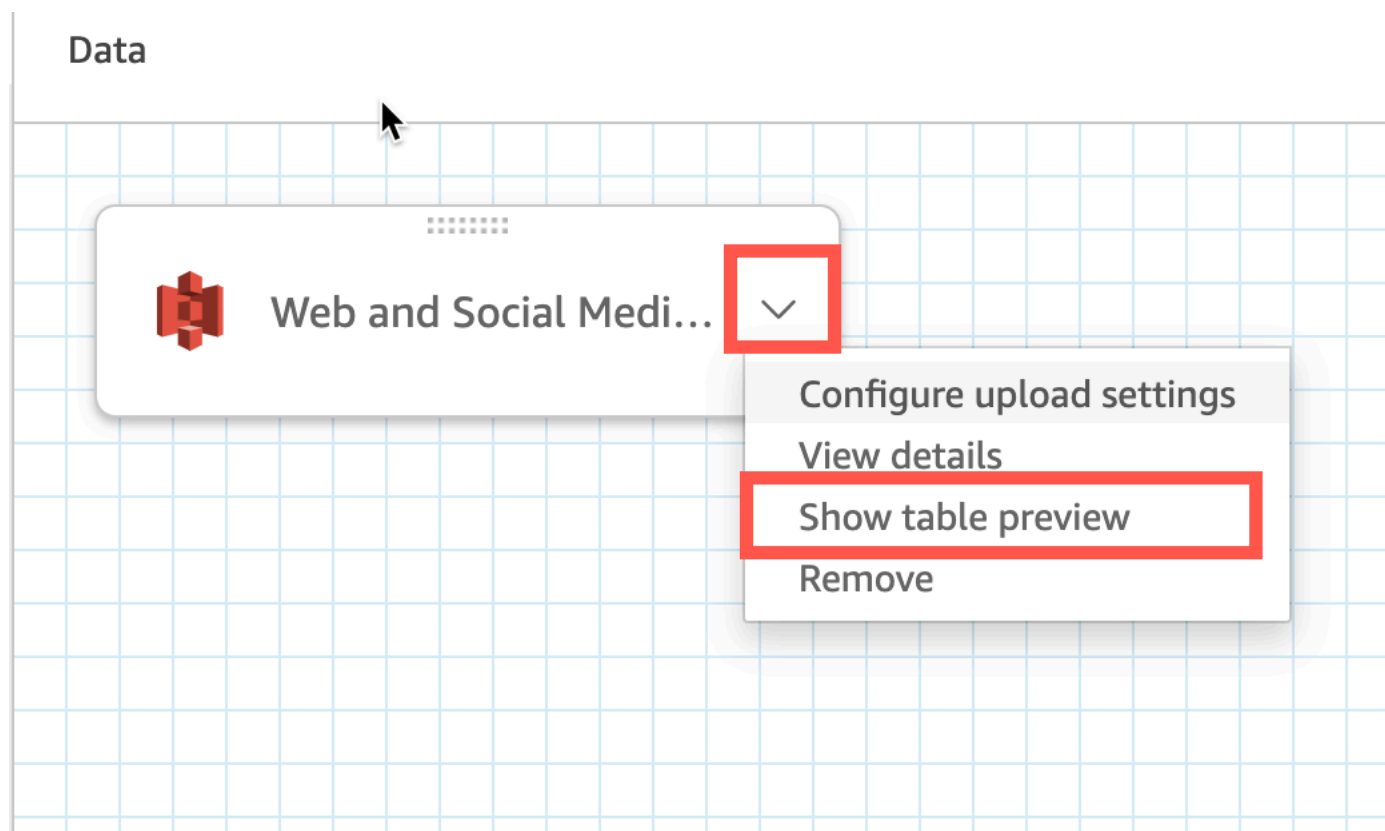 Data
Web and Social Medi...
Configure upload settings
View details
Show table preview
Remove